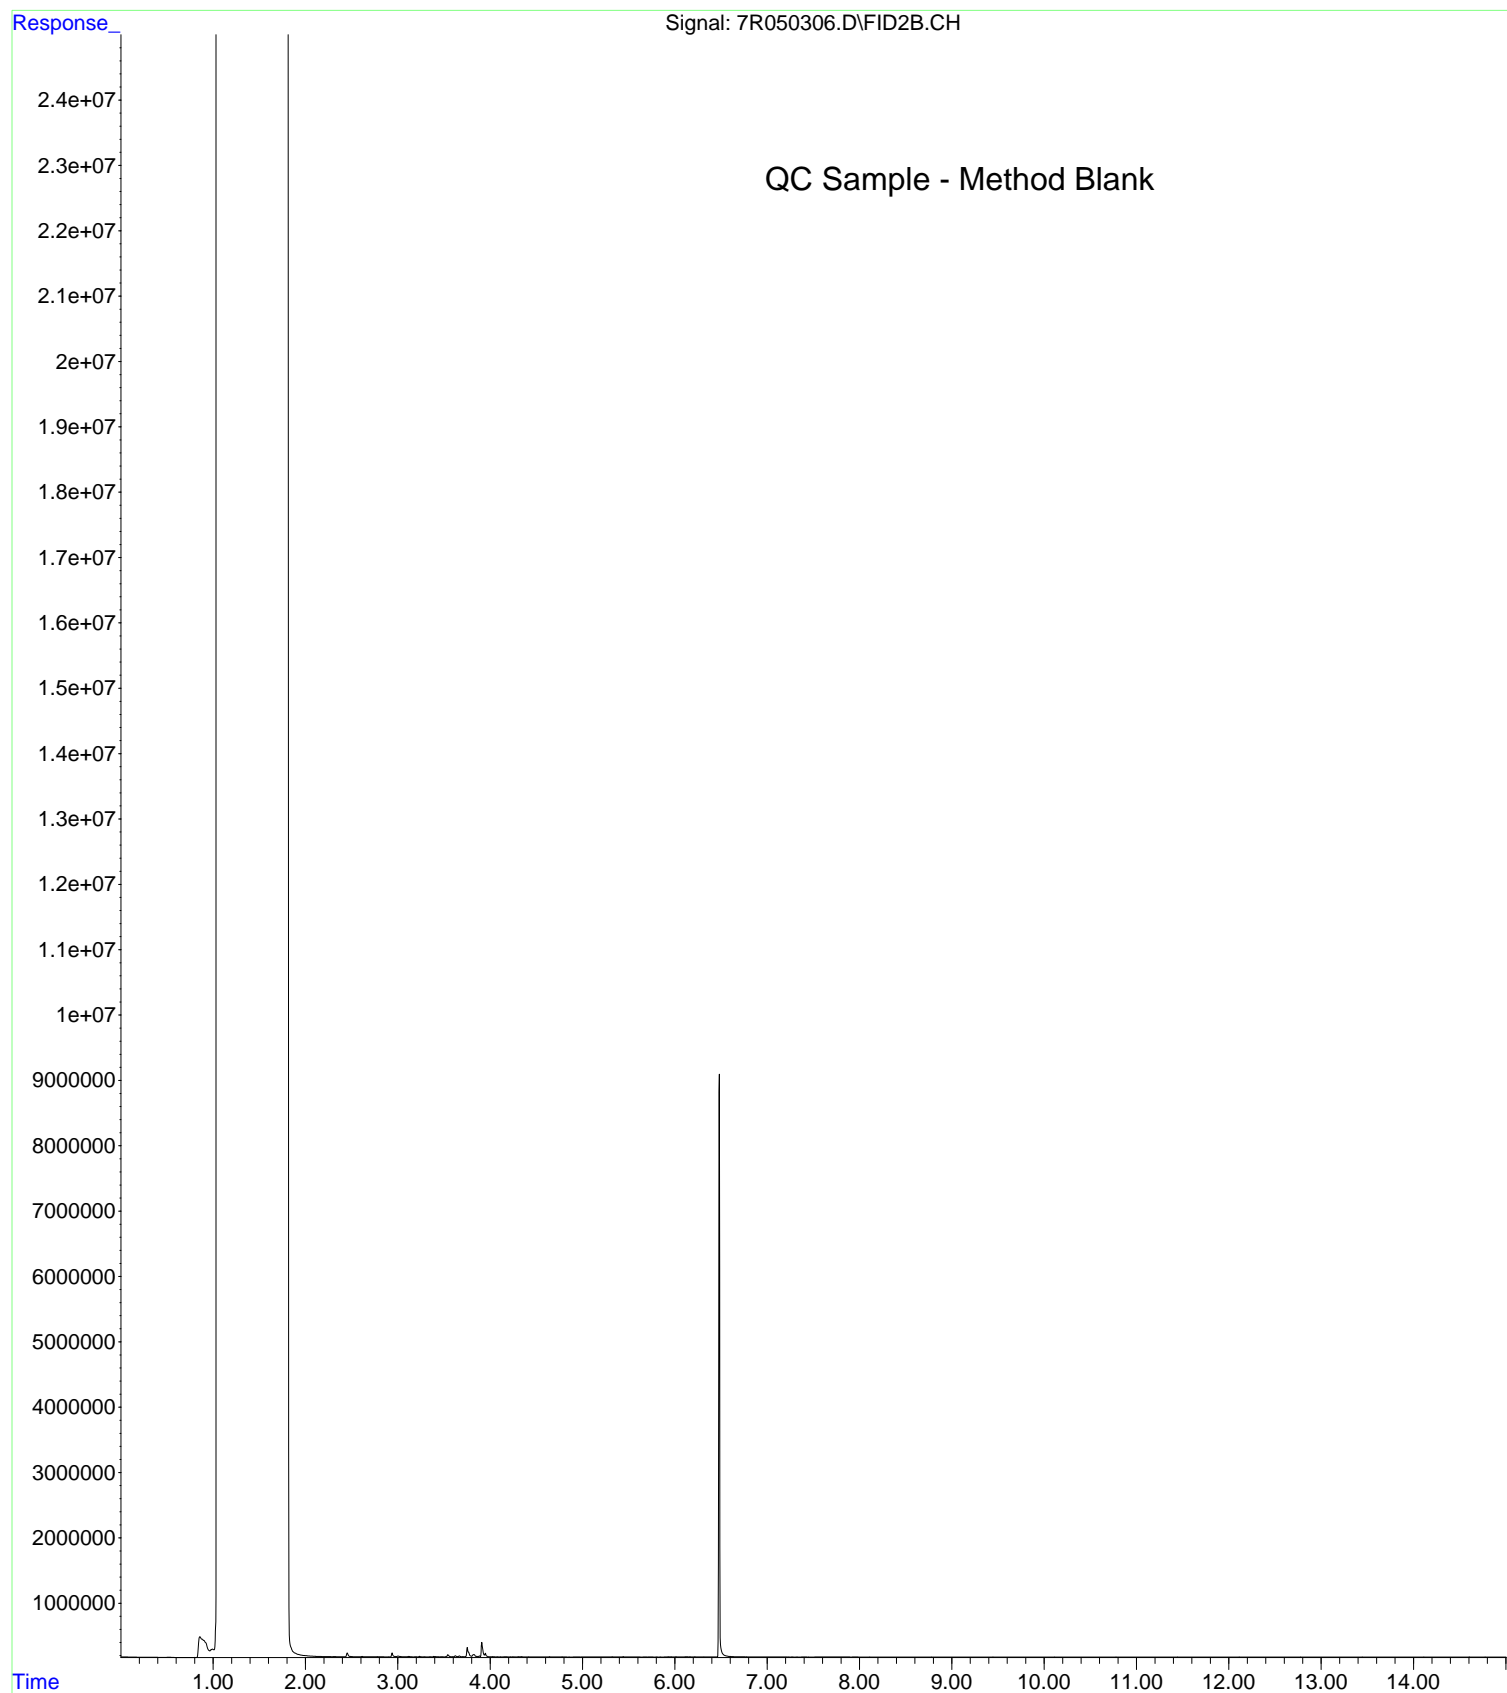 Response_
Signal: 7R050306.D\FID2B.CH
2.4e+07
2.3e+07
QC Sample - Method Blank
2.2e+07
2.1e+07
2e+07
1.9e+07
1.8e+07
1.7e+07
1.6e+07
1.5e+07
1.4e+07
1.3e+07
1.2e+07
1.1e+07
1e+07
9000000
8000000
7000000
6000000
5000000
4000000
3000000
2000000
1000000
Time 1.00 2.00 3.00 4.00 5.00 6.00 7.00 8.00 9.00 10.00 11.00 12.00 13.00 14.00